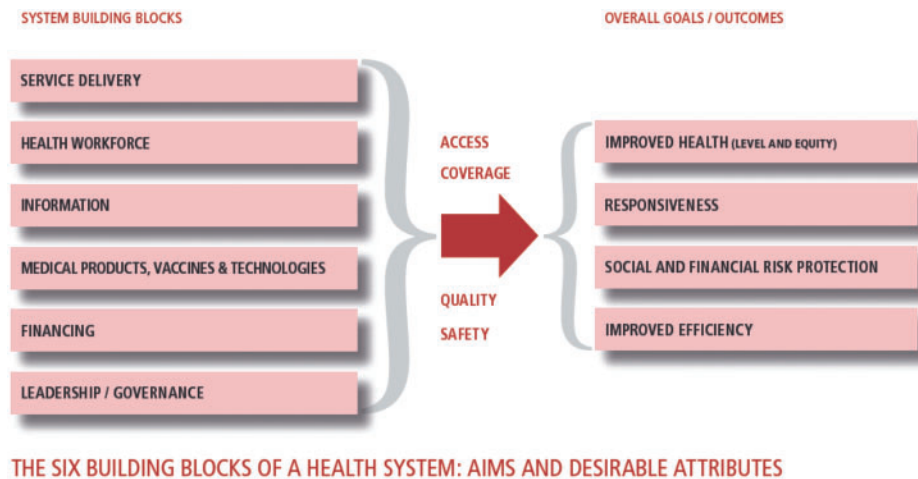 SYSTEM BUILDING BLOCKS
OVERALL GOALS / OUTCOMES
SERVICE DELIVERY
HEALTH WORKFORCE
INFORMATION
MEDICAL PRODUCTS, VACCINES & TECHNOLOGIES
FINANCING
LEADERSHIP / GOVERNANCE
ACCESS
COVERAGE
QUALITY
SAFETY
IMPROVED HEALTH (LEVEL AND EQUITY)
RESPONSIVENESS
SOCIAL AND FINANCIAL RISK PROTECTION
IMPROVED EFFICIENCY
THE SIX BUILDING BLOCKS OF A HEALTH SYSTEM: AIMS AND DESIRABLE ATTRIBUTES